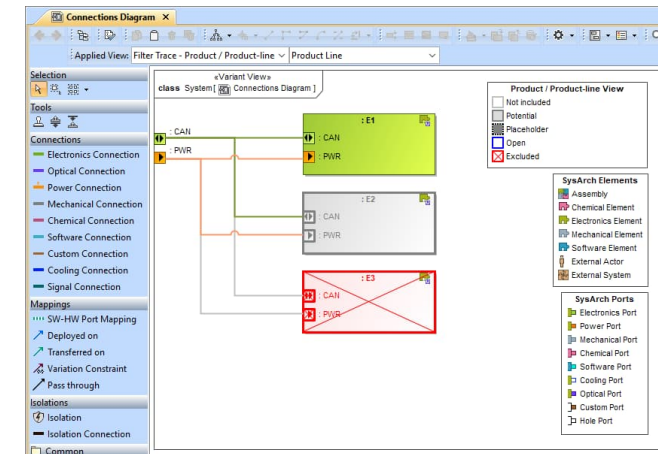 Connections Diagram ×
Applied View: Filter Trace - Product / Product-line Product Line
Selection
Tools
Connections
Electronics Connection
Optical Connection
Power Connection
Mechanical Connection
Chemical Connection
Software Connection
Custom Connection
Cooling Connection
Signal Connection
Mappings
SW-HW Port Mapping
Deployed on
Transferred on
Variation Constraint
Pass through
Isolations
Isolation
Isolation Connection
Common
«Variant View»
class System[ Connections Diagram ]
: CAN
: PWR
: E1
: CAN
: PWR
: E2
: CAN
: PWR
: E3
: CAN
: PWR
Product / Product-line View
Not included
Potential
Placeholder
Open
Excluded
SysArch Elements
Assembly
Chemical Element
Electronics Element
Mechanical Element
Software Element
External Actor
External System
SysArch Ports
Electronics Port
Power Port
Mechanical Port
Chemical Port
Software Port
Cooling Port
Optical Port
Custom Port
Hole Port